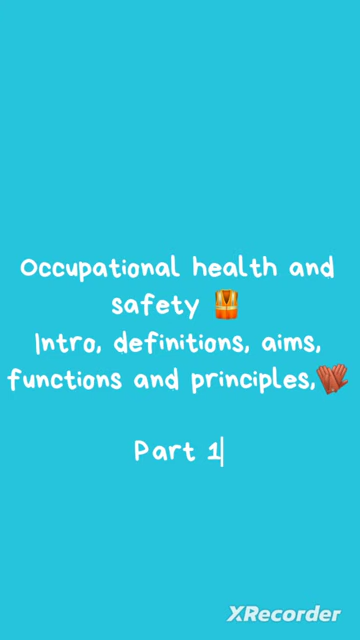 Occupational health and
safety 🦺
Intro, definitions, aims,
functions and principles,🧤
Part 1
XRecorder